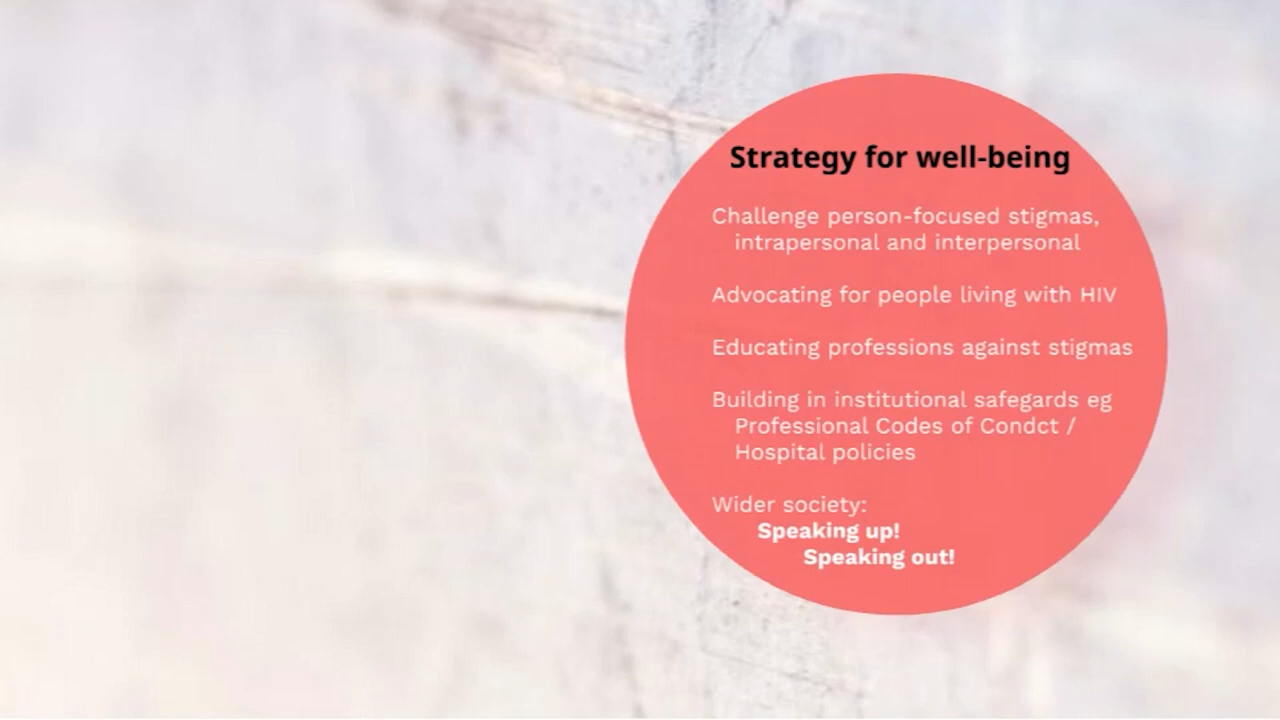 Strategy for well-being
Challenge person-focused stigmas,
intrapersonal and interpersonal
Advocating for people living with HIV
Educating professions against stigmas
Building in institutional safegards eg
Professional Codes of Condct /
Hospital policies
Wider society:
Speaking up!
Speaking out!